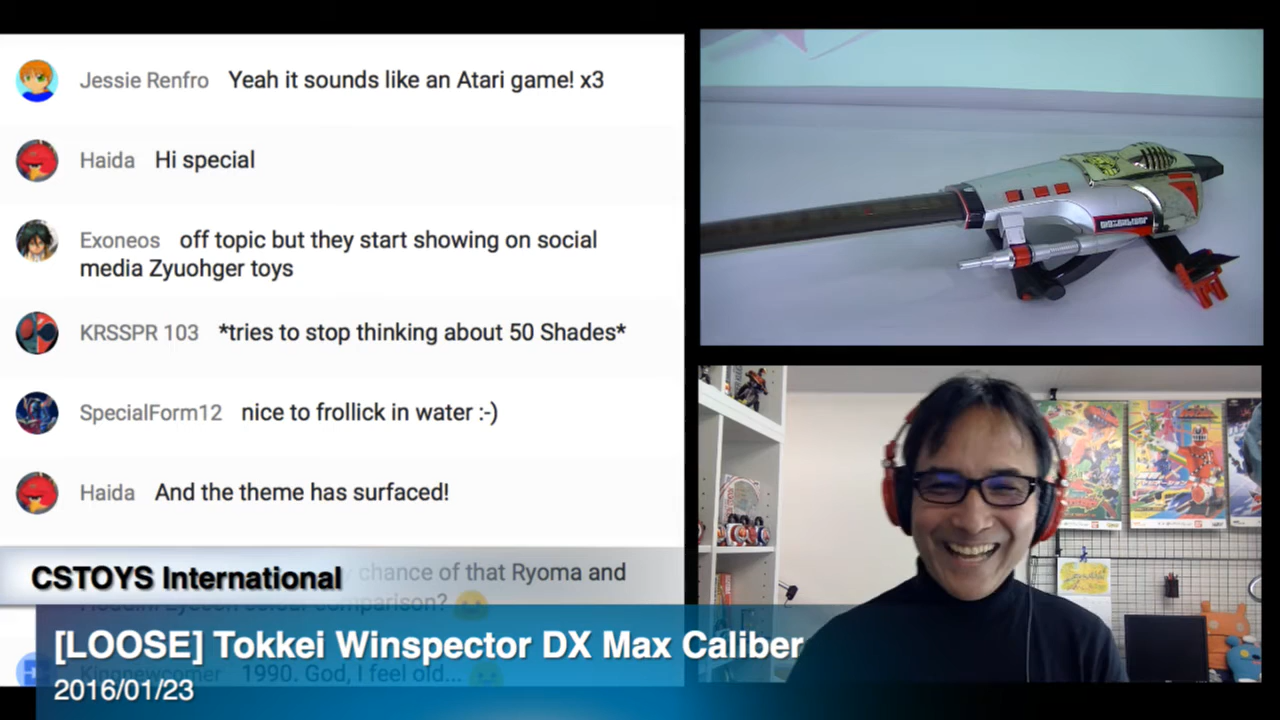 Jessie Renfro Yeah it sounds like an Atari game! x3
Haida Hi special
Exoneos off topic but they start showing on social
media Zyuohger toys
KRSSPR 103 *tries to stop thinking about 50 Shades*
SpecialForm12 nice to frollick in water :-)
Haida And the theme has surfaced!
chance of that Ryoma and
comparison?
CSTOYS International
[LOOSE] Tokkei Winspector DX Max Caliber
Kingnewcomer 1990. God, I feel old...
2016/01/23